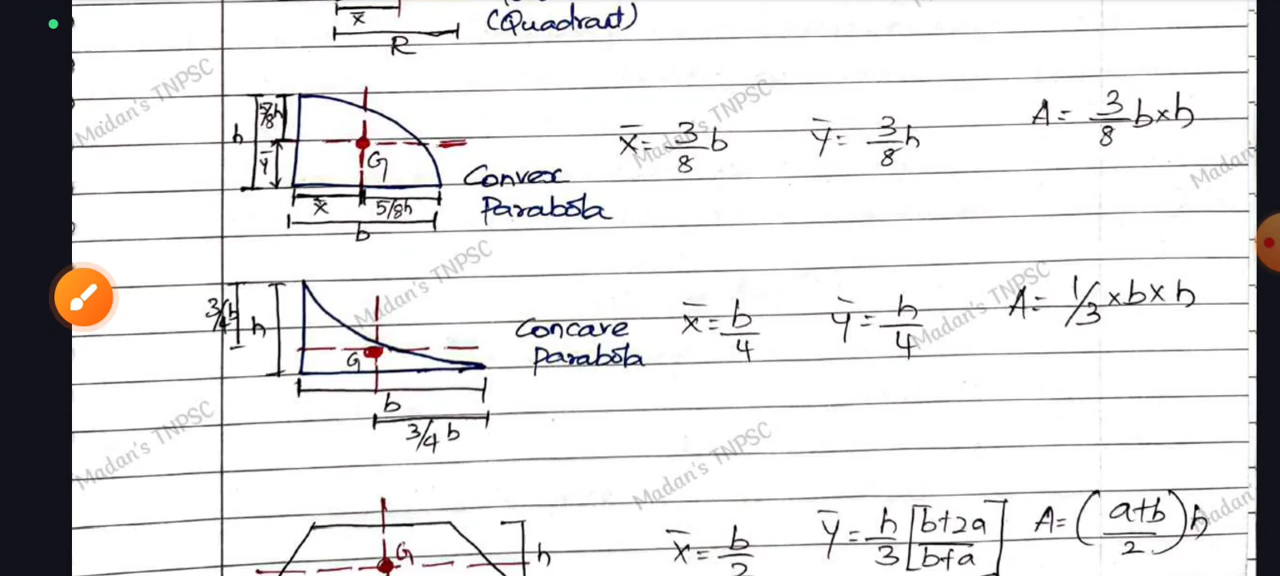 x̄
(Quadrant)
R
Madan's TNPSC
Madan's TNPSC
h
5/8h
ȳ
G
x̄
5/8h
b
Convex
Parabola
x̄ = 3/8 b
ȳ = 3/8 h
A = 3/8 b×h
Madan's
Madan's TNPSC
Madan's TNPSC
3/4h
h
G
b
3/4 b
Concave
parabola
x̄ = b/4
ȳ = h/4
A = 1/3 × b × h
Madan's TNPSC
Madan's TNPSC
Madan's
G
h
x̄ = b/2
ȳ = h/3 [b+2a/b+a]
A = (a+b/2)h